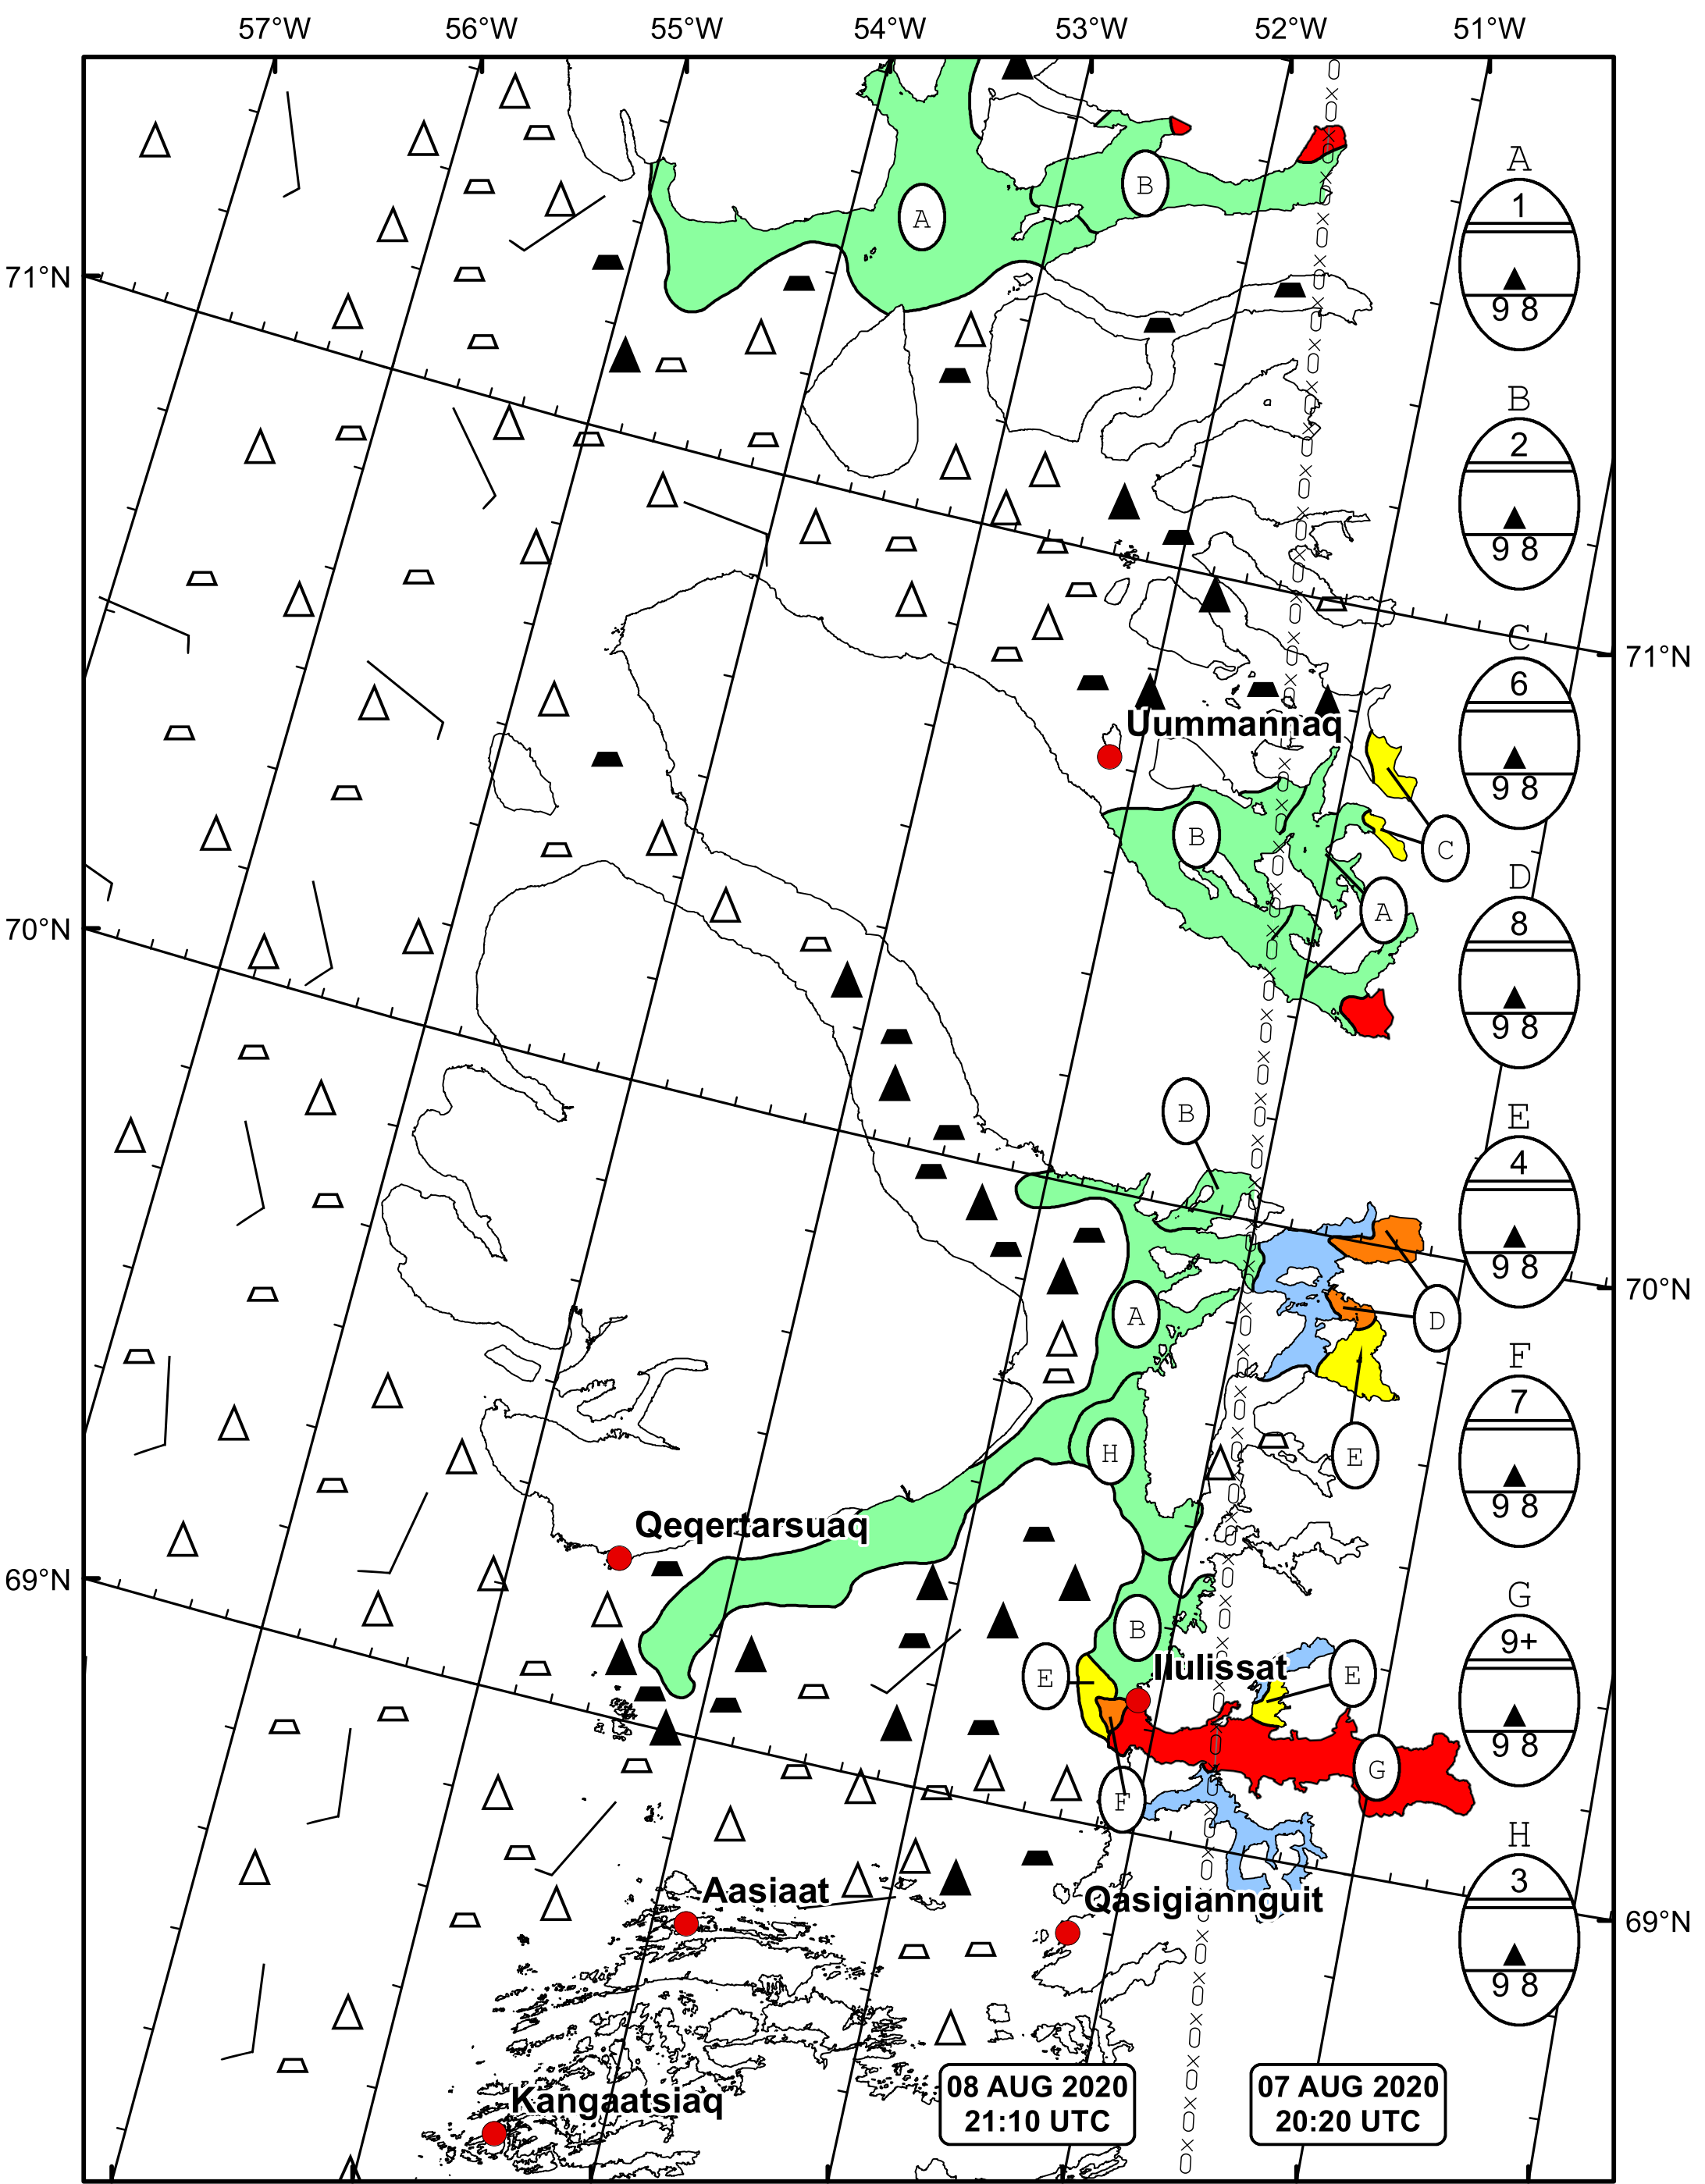 57°W 56°W 55°W 54°W 53°W 52°W 51°W
A
1
9 8
B
A
71°N
B
2
9 8
C
6
9 8
71°N
Uummannaq
B
C
D
8
9 8
A
70°N
B
E
4
9 8
70°N
A
D
F
7
9 8
H
E
Qeqertarsuaq
69°N
G
9+
9 8
B
E
Ilulissat
E
G
F
H
3
9 8
Aasiaat
Qasigiannguit
69°N
08 AUG 2020
21:10 UTC
07 AUG 2020
20:20 UTC
Kangaatsiaq